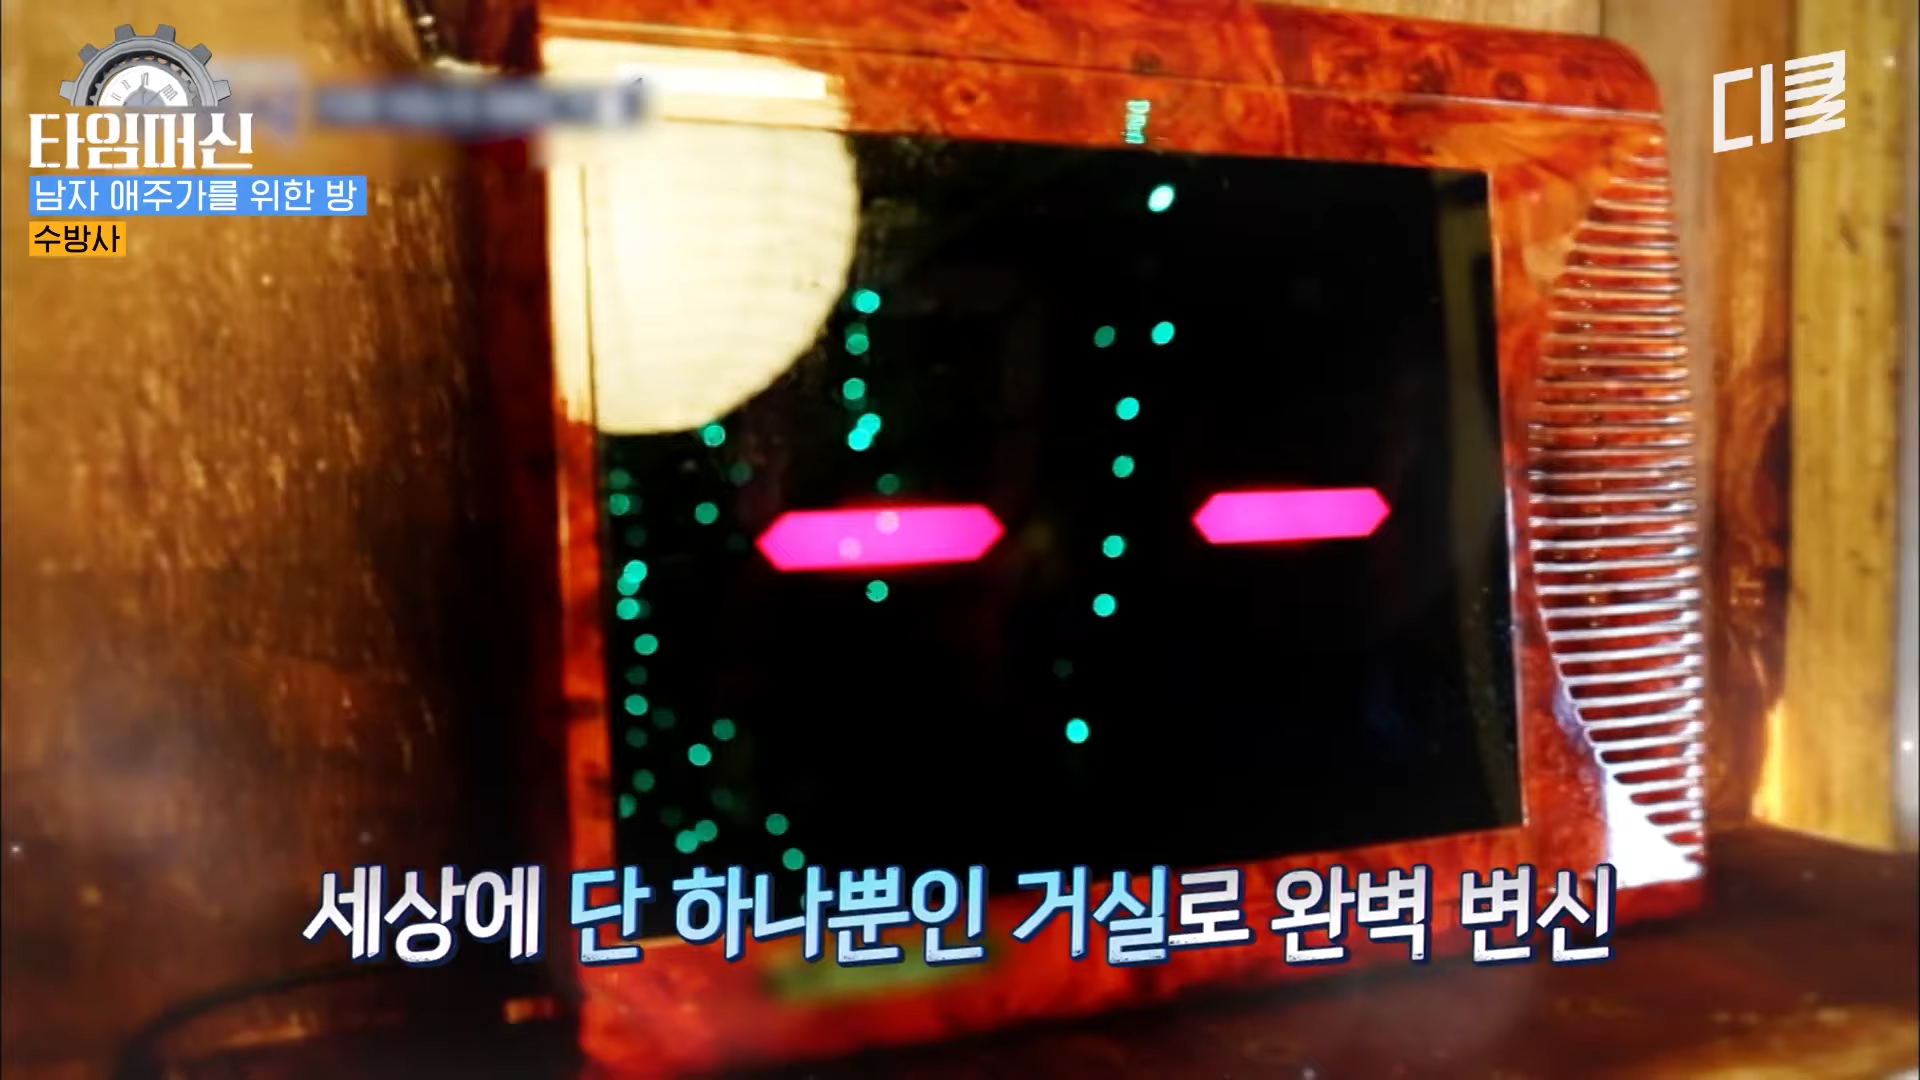 타임머신
디클
남자 애주가를 위한 방
수방사
세상에 단 하나뿐인 거실로 완벽 변신